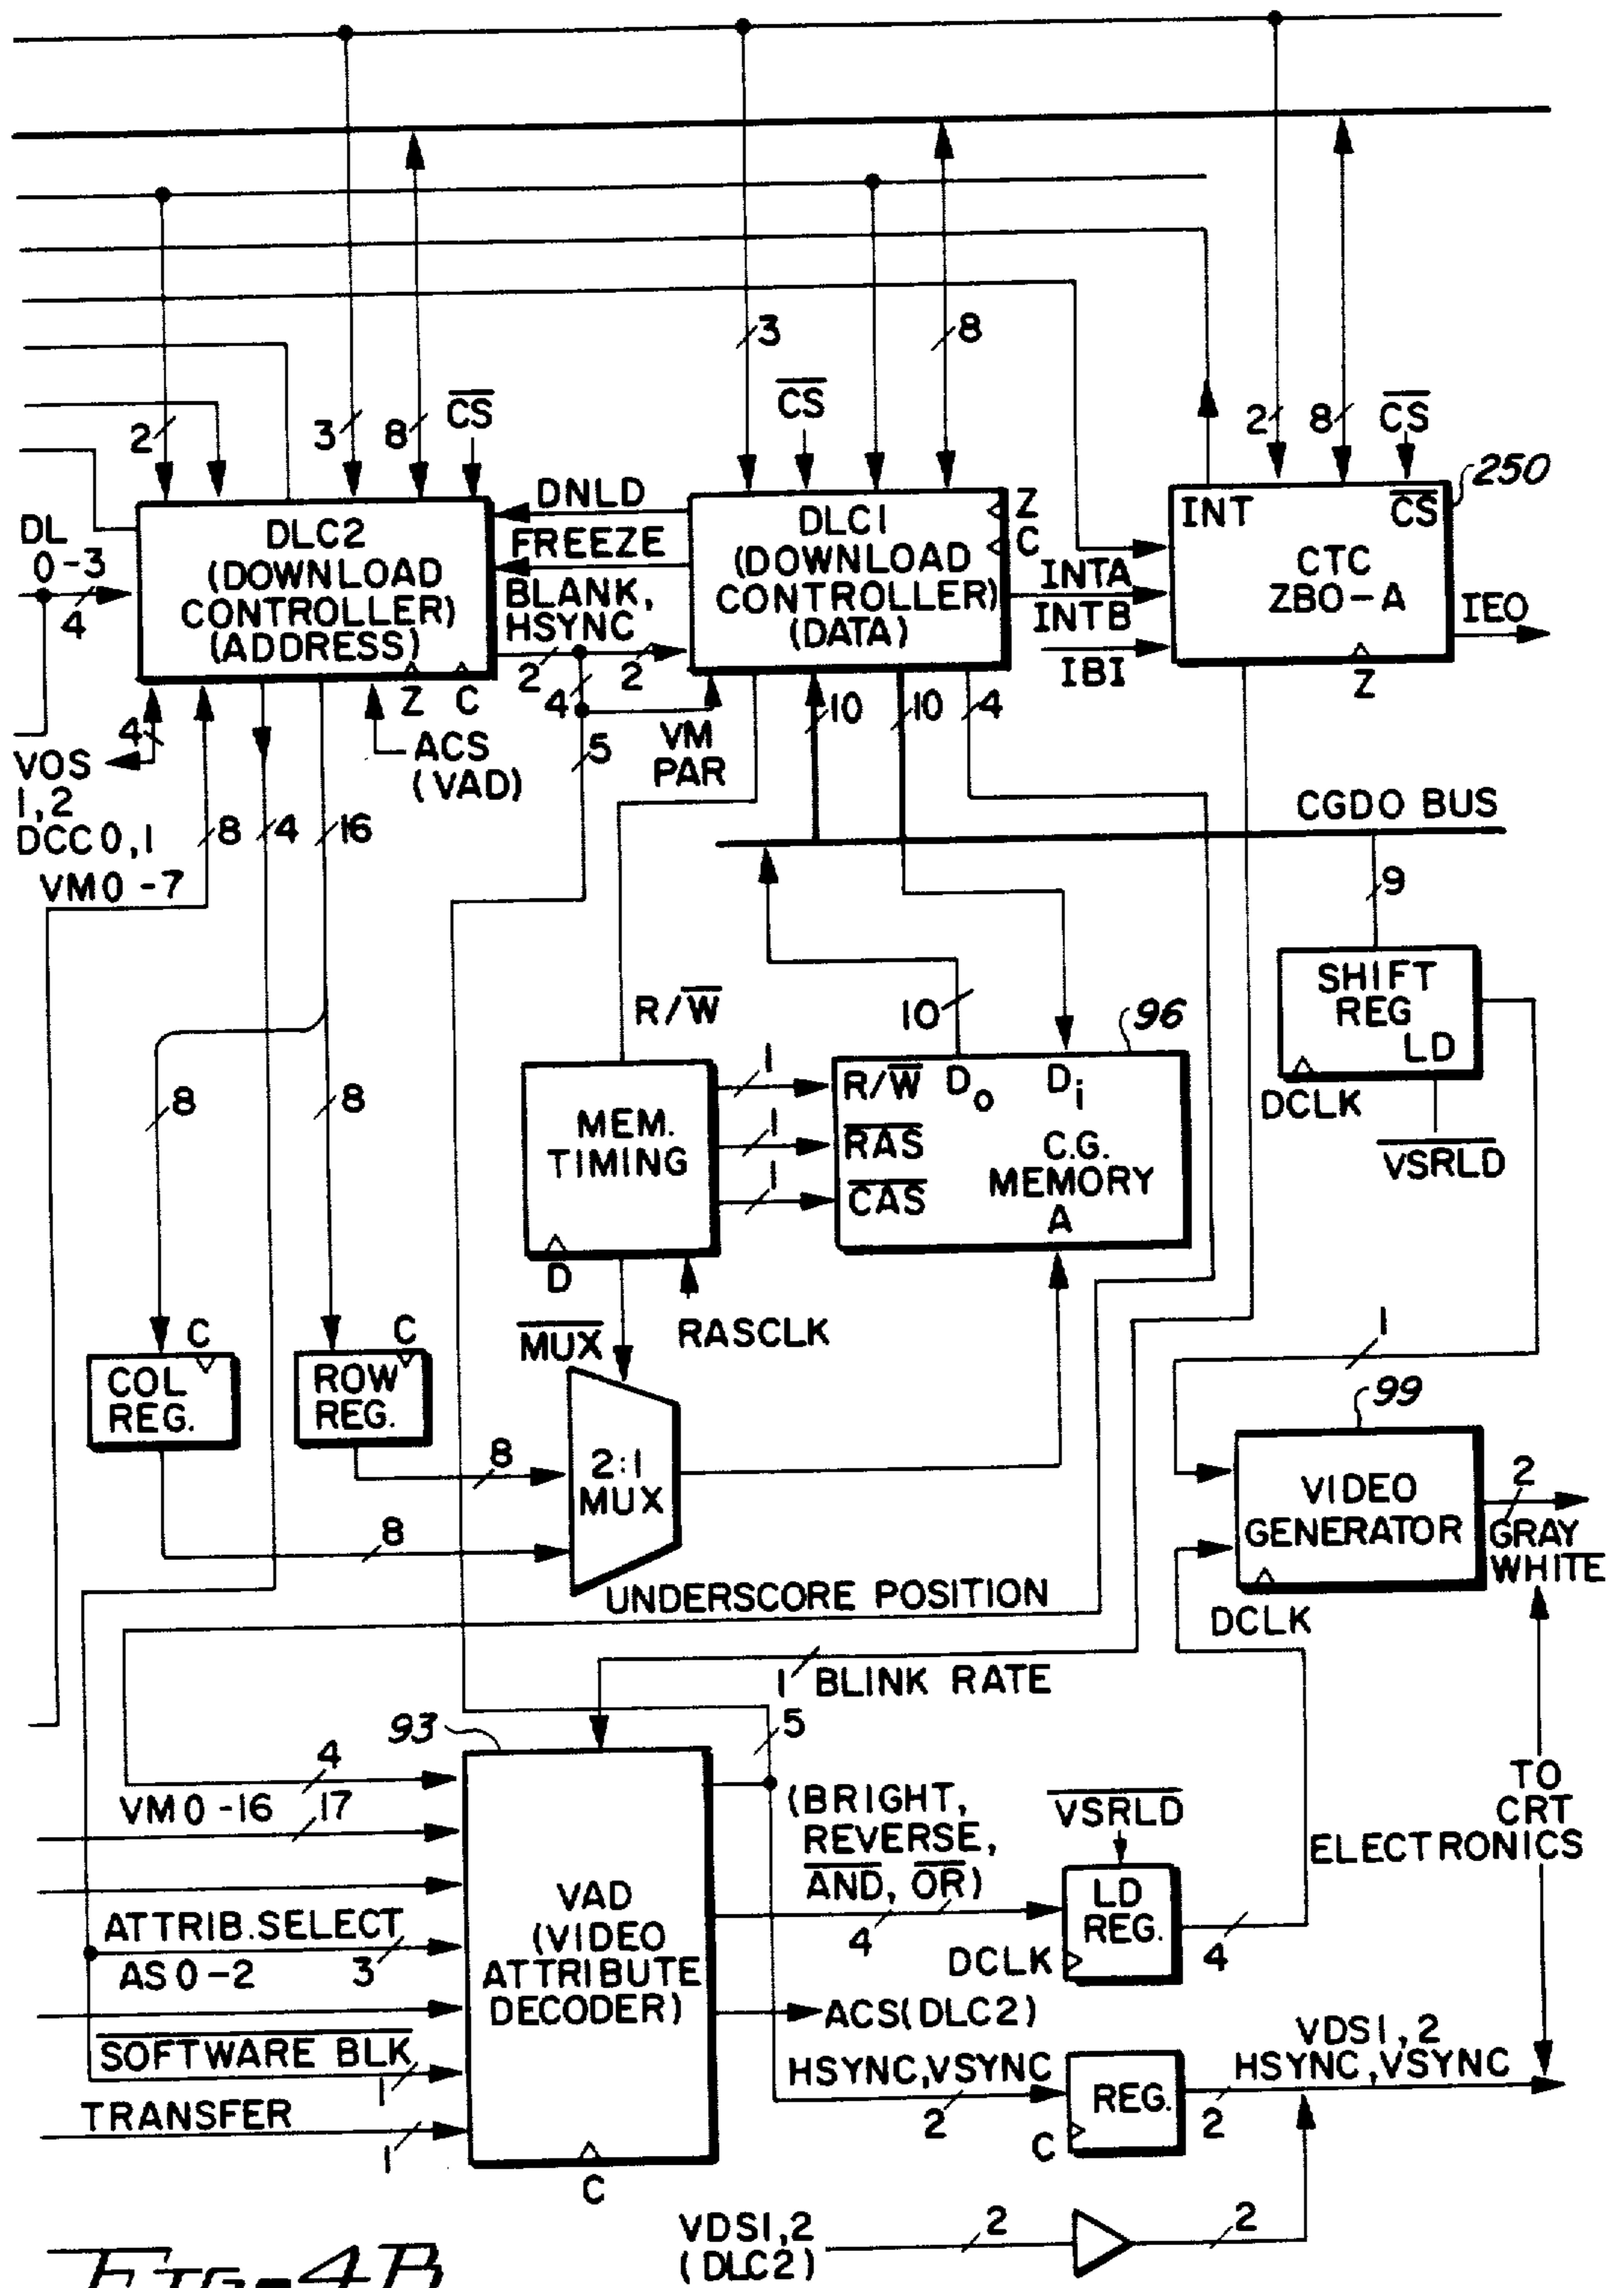 3
8
2
3
8
CS
CS
2
8
CS
250
DL
0-3
4
DLC2
(DOWNLOAD
CONTROLLER)
(ADDRESS)
Z C
DNLD
FREEZE
BLANK,
HSYNC
2
2
4
5
DLC1
(DOWNLOAD
CONTROLLER)
(DATA)
Z
C
INTA
INTB
IBI
INT
CS
CTC
ZBO-A
Z
IEO
4
VOS
1,2
DCC0,1
VM0-7
8
4
16
ACS
(VAD)
VM
PAR
10
10
4
CGDO BUS
9
SHIFT
REG
LD
DCLK
VSRLD
R/W
10
96
8
8
MEM.
TIMING
D
1
1
1
R/W
Do
Di
RAS
CAS
C.G.
MEMORY
A
MUX
RASCLK
C
COL
REG.
C
ROW
REG.
8
8
2:1
MUX
1
99
VIDEO
GENERATOR
DCLK
2
GRAY
WHITE
UNDERSCORE POSITION
1
BLINK RATE
93
5
4
VM0-16
17
ATTRIB.SELECT
AS0-2
3
SOFTWARE BLK
1
TRANSFER
1
VAD
(VIDEO
ATTRIBUTE
DECODER)
C
(BRIGHT,
REVERSE,
AND, OR)
4
VSRLD
LD
REG.
DCLK
4
TO
CRT
ELECTRONICS
ACS(DLC2)
HSYNC,VSYNC
2
REG.
C
2
VDS1,2
HSYNC,VSYNC
VDS1,2
(DLC2)
2
2
FIG-4B